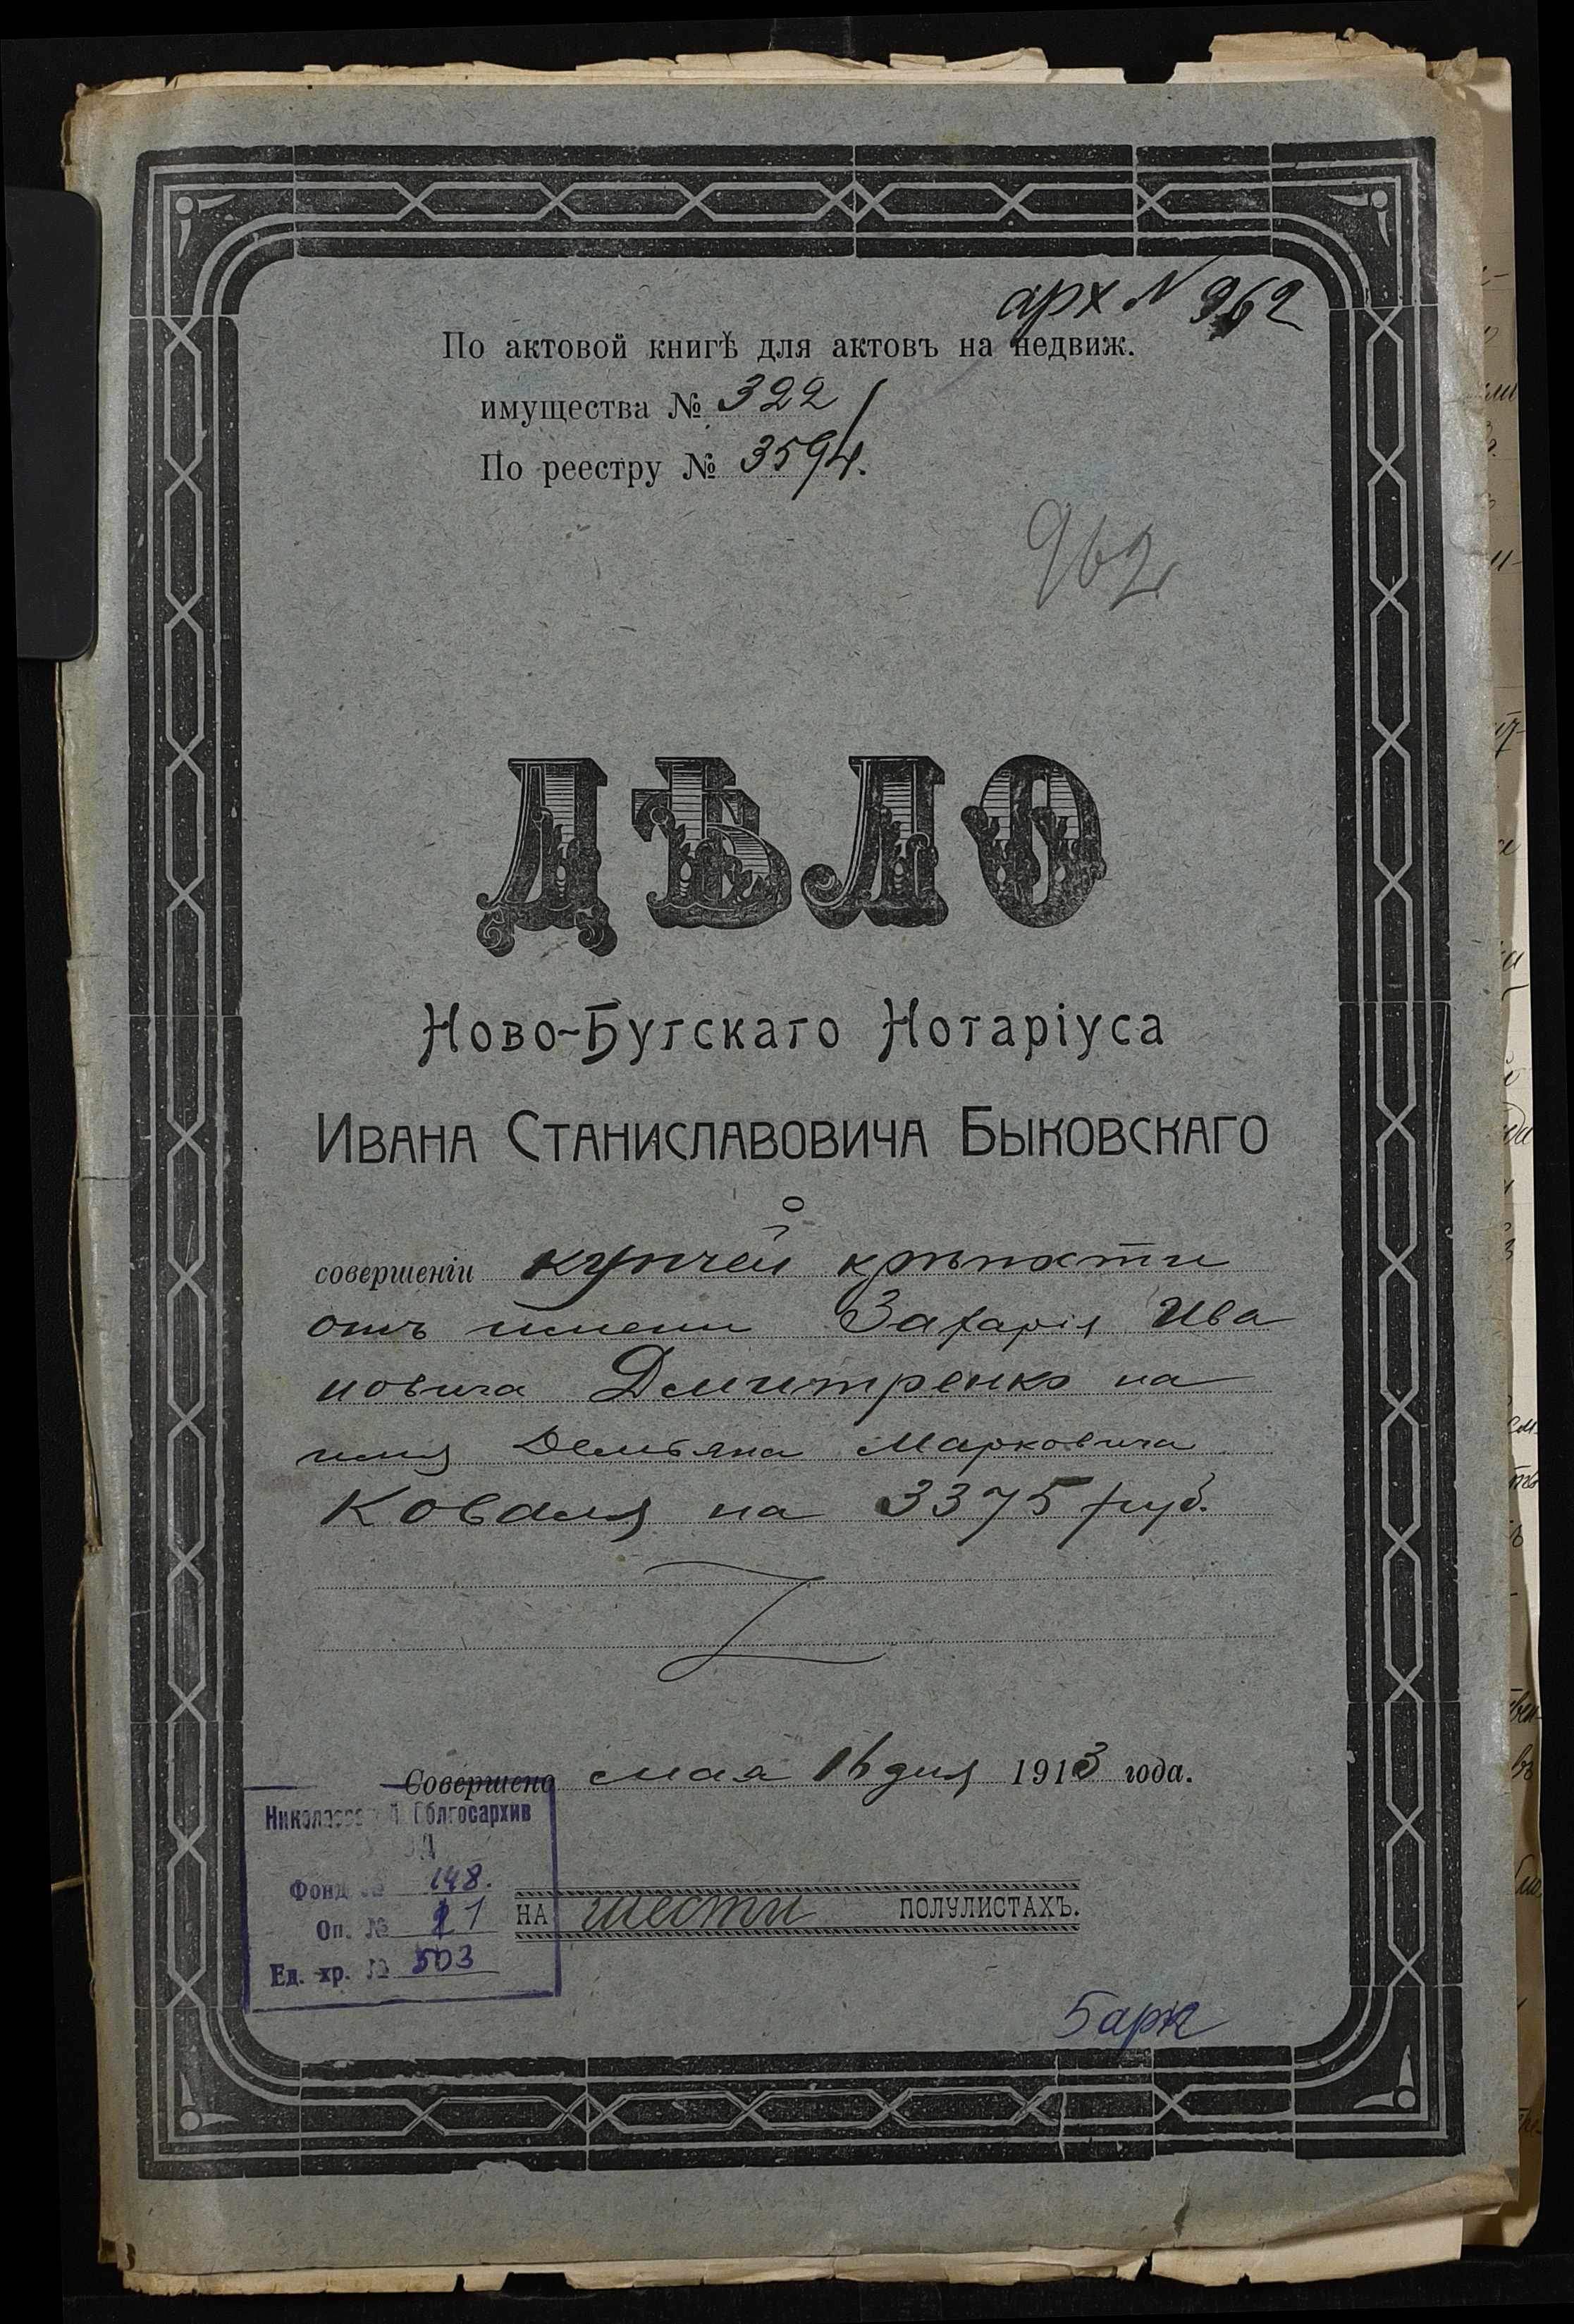 арх N 962
По актовой книгѣ для актовъ на недвиж.
имущества № 322
По реестру № 3594.
962
ДѢЛО
Ново-Бугскаго Нотаріуса
Ивана Станиславовича Быковскаго
о
совершеніи купчей крѣпости
отъ имени Захарія Ива
новича Дмитренко на
имя Демьяна Марковича
Коваля на 3375 руб.
Совершено мая 16 дня 1913 года.
Николаевский Облгосархив
Фонд № 148.
Оп. № 1
Ед. хр. № 503
НА шести ПОЛУЛИСТАХЪ.
5 арк